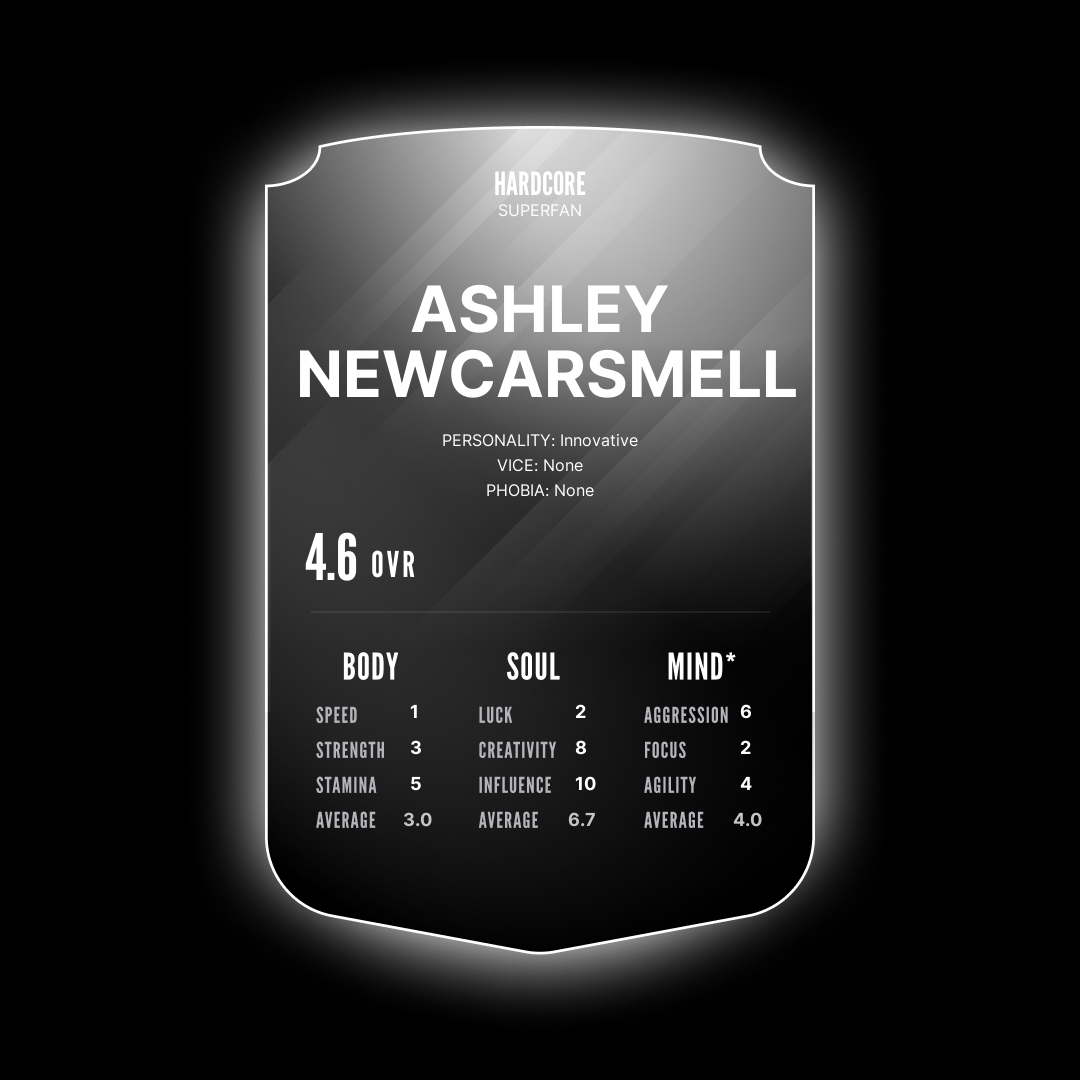 HARDCORE
SUPERFAN
ASHLEY
NEWCARSMELL
PERSONALITY: Innovative
VICE: None
PHOBIA: None
4.6 OVR
BODY SOUL MIND*
SPEED 1 LUCK 2 AGGRESSION 6
STRENGTH 3 CREATIVITY 8 FOCUS 2
STAMINA 5 INFLUENCE 10 AGILITY 4
AVERAGE 3.0 AVERAGE 6.7 AVERAGE 4.0